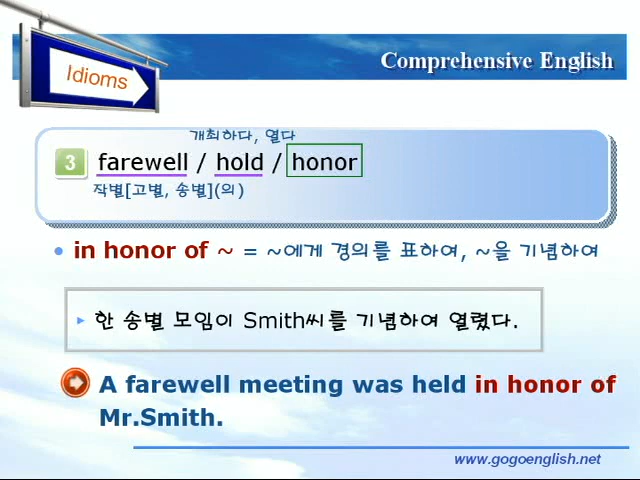 Idioms
Comprehensive English
개최하다, 열다
3 farewell / hold / honor
작별[고별, 송별](의)
• in honor of ~ = ~에게 경의를 표하여, ~을 기념하여
▸ 한 송별 모임이 Smith씨를 기념하여 열렸다.
A farewell meeting was held in honor of
Mr.Smith.
www.gogoenglish.net